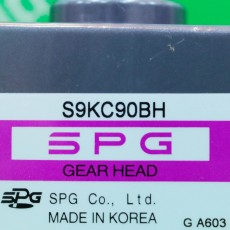 S9KC90BH
SPG
GEAR HEAD
SPG SPG Co., Ltd.
MADE IN KOREA
G A603